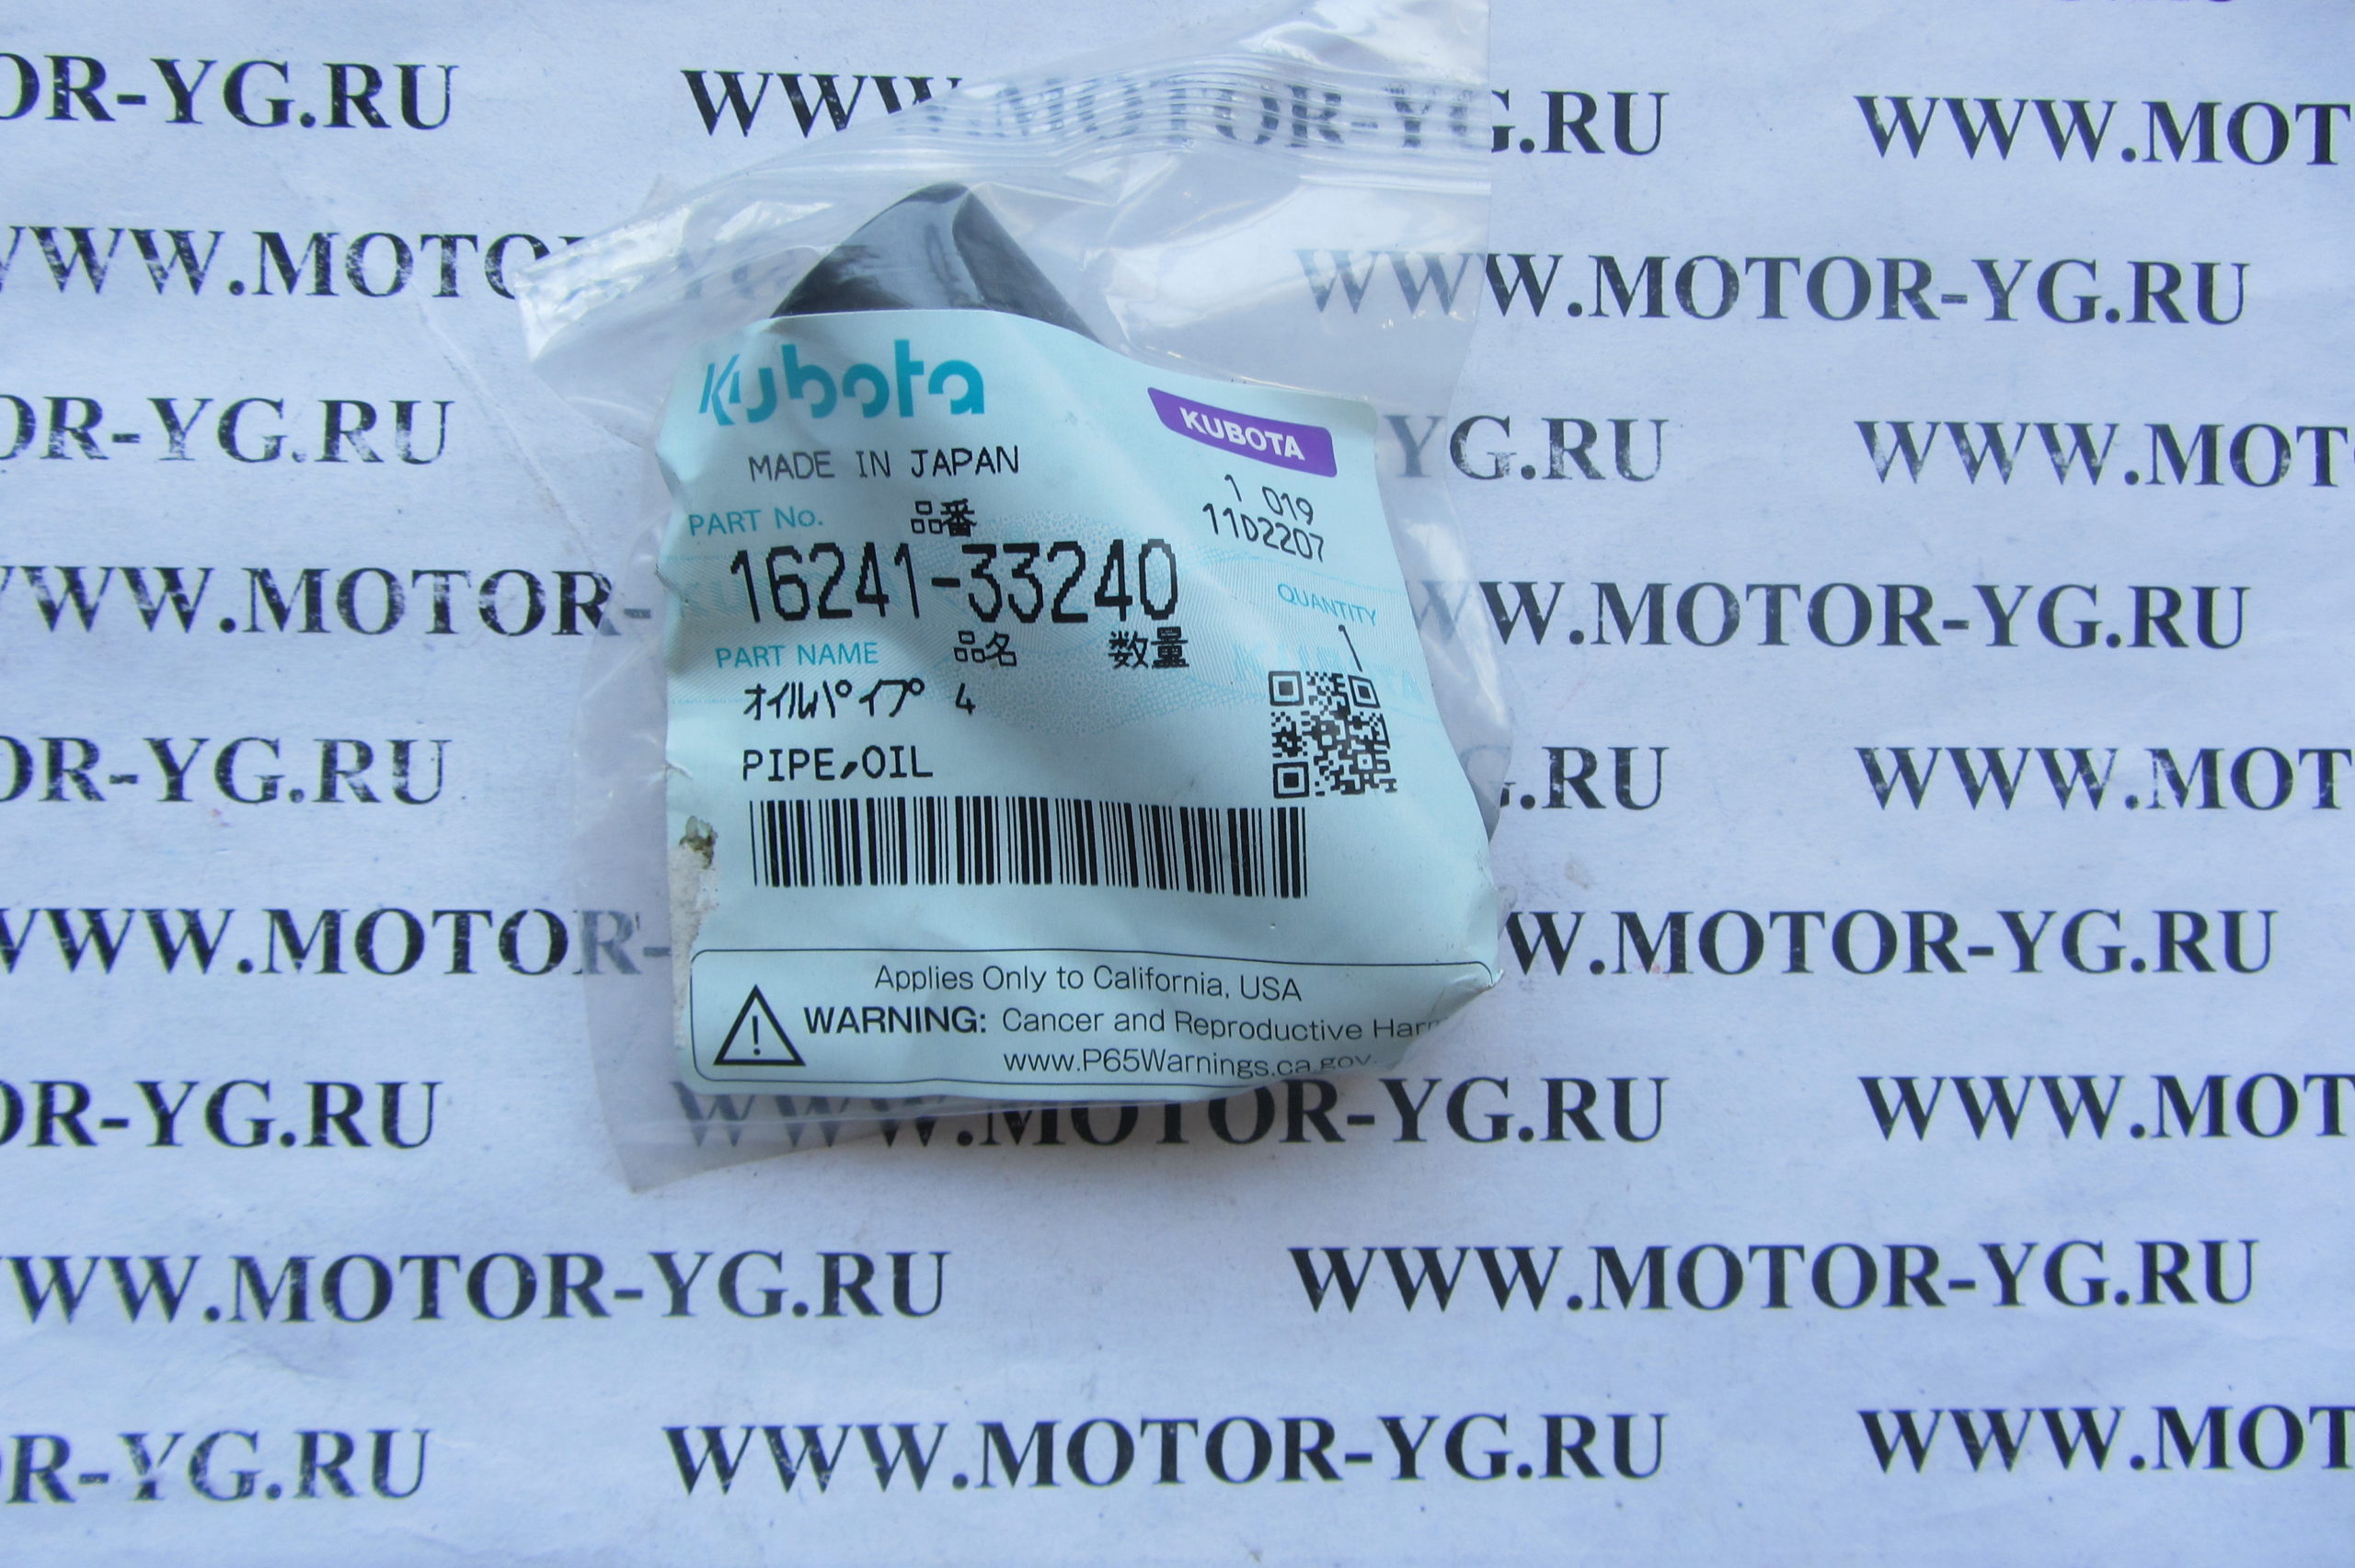 OR-YG.RU WWW.MOTOR-YG.RU WWW.MOT
WWW.MOTO WWW.MOTOR-YG.RU
OR-YG.RU YG.RU WWW.MOT
WWW.MOTOR- WW.MOTOR-YG.RU
OR-YG.RU G.RU WWW.MOT
WWW.MOTOR- WW.MOTOR-YG.RU
OR-YG.RU WWW.MOTOR-YG.RU WWW.MOT
WWW.MOTOR-YG.RU WWW.MOTOR-YG.RU
R-YG.RU WWW.MOTOR-YG.RU WWW.MOT
Kubota
KUBOTA
MADE IN JAPAN
1 019
11D2207
PART No. 品番
16241-33240
QUANTITY
1
PART NAME 品名 数量
オイルパイプ 4
PIPE,OIL
Applies Only to California, USA
WARNING: Cancer and Reproductive Har
www.P65Warnings.ca.gov.